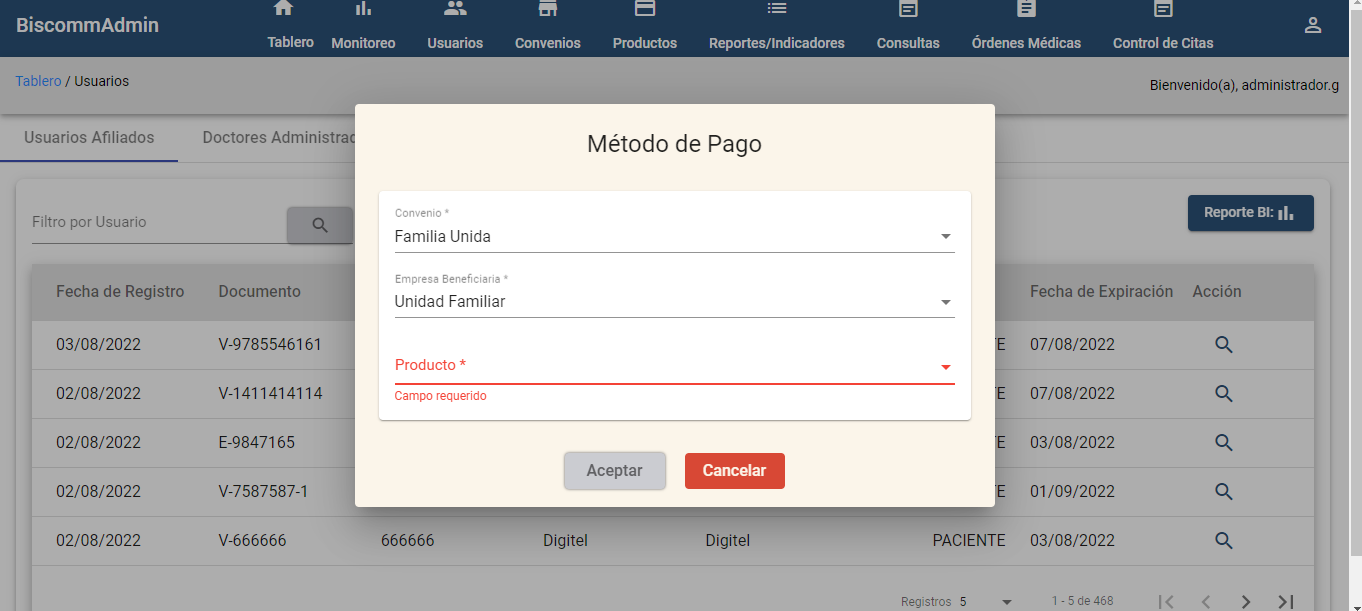 BiscommAdmin
Tablero Monitoreo Usuarios Convenios Productos Reportes/Indicadores Consultas Órdenes Médicas Control de Citas
Tablero / Usuarios
Bienvenido(a), administrador.g
Usuarios Afiliados Doctores Administrad
Método de Pago
Filtro por Usuario
Reporte BI:
Convenio *
Familia Unida
Empresa Beneficiaria *
Unidad Familiar
Producto *
Campo requerido
Aceptar Cancelar
Fecha de Registro Documento Fecha de Expiración Acción
03/08/2022 V-9785546161 TE 07/08/2022
02/08/2022 V-1411414114 TE 07/08/2022
02/08/2022 E-9847165 TE 03/08/2022
02/08/2022 V-7587587-1 TE 01/09/2022
02/08/2022 V-666666 666666 Digitel Digitel PACIENTE 03/08/2022
Registros 5 1 - 5 de 468